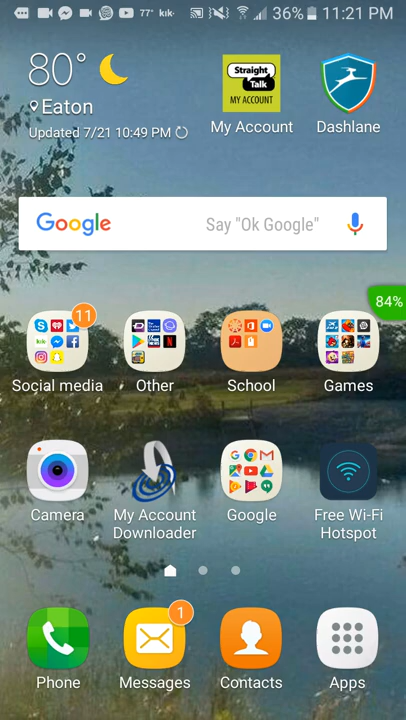 77° kik· 36% 11:21 PM
80°
Eaton
Updated 7/21 10:49 PM
Straight
Talk
MY ACCOUNT
My Account Dashlane
Google Say "Ok Google"
84%
11
kik
Social media Other School Games
Camera My Account Downloader Google Free Wi-Fi Hotspot
1
Phone Messages Contacts Apps